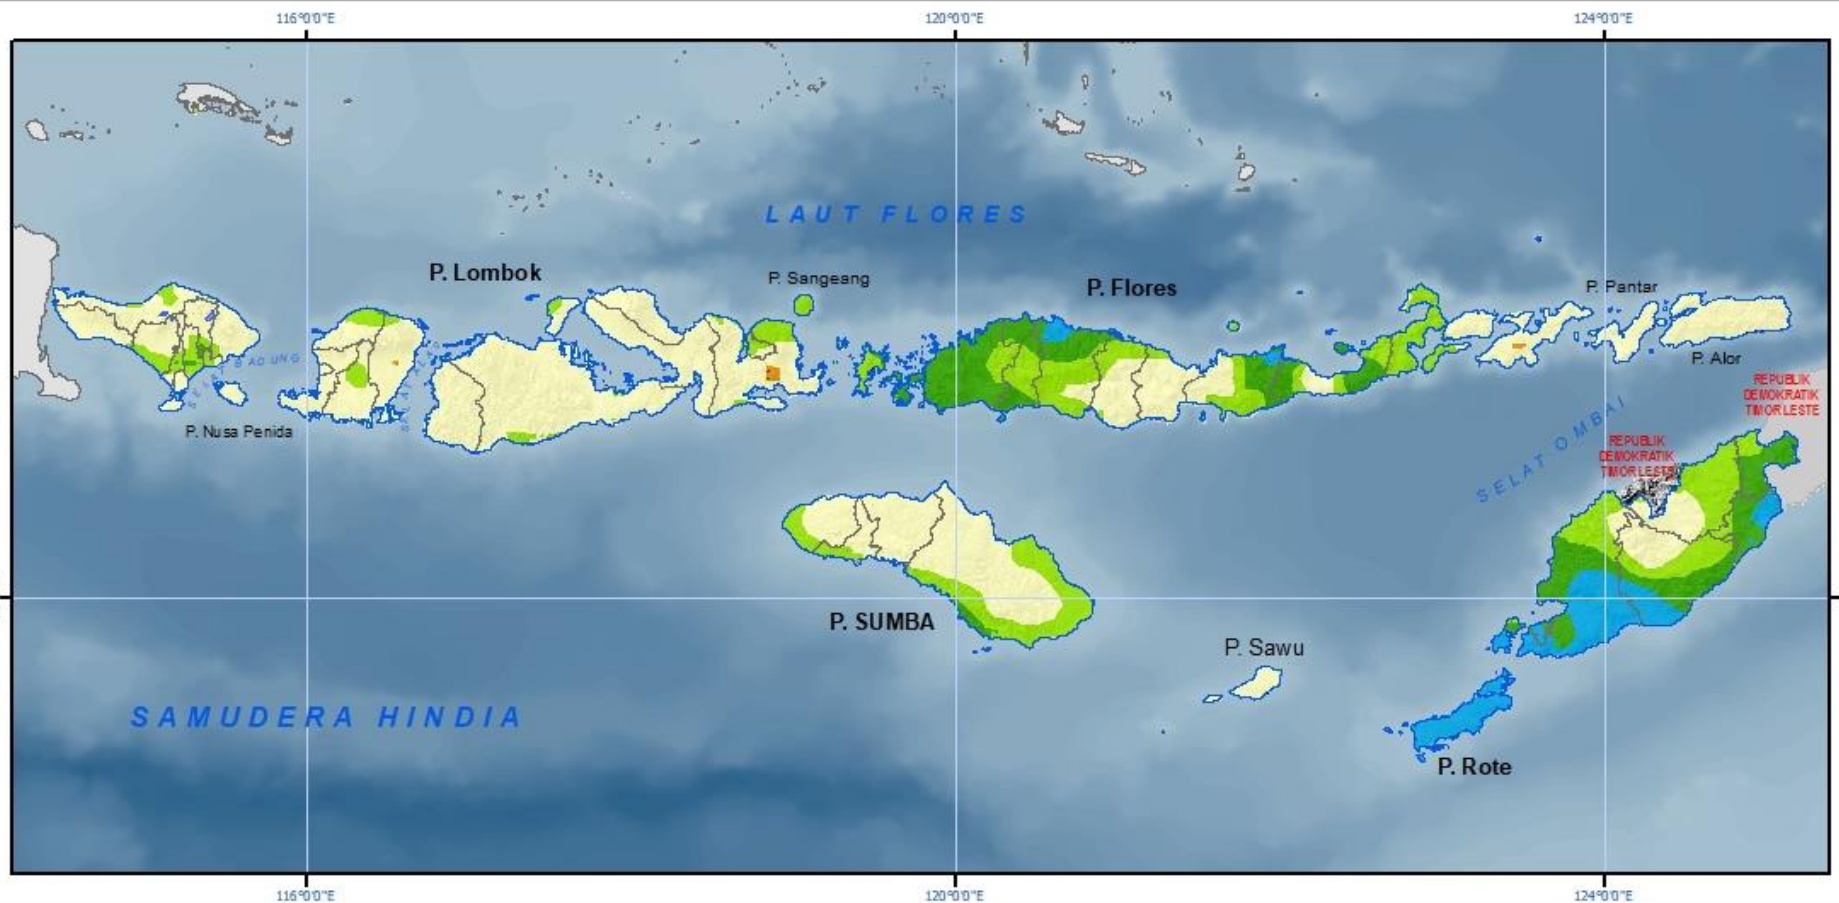 116°0'0"E
120°0'0"E
124°0'0"E
LAUT FLORES
P. Lombok
P. Sangeang
P. Flores
P. Pantar
P. Alor
SELAT BADUNG
P. Nusa Penida
REPUBLIK
DEMOKRATIK
TIMOR LESTE
SELAT OMBAI
REPUBLIK
DEMOKRATIK
TIMOR LESTE
P. SUMBA
P. Sawu
SAMUDERA HINDIA
P. Rote
116°0'0"E
120°0'0"E
124°0'0"E